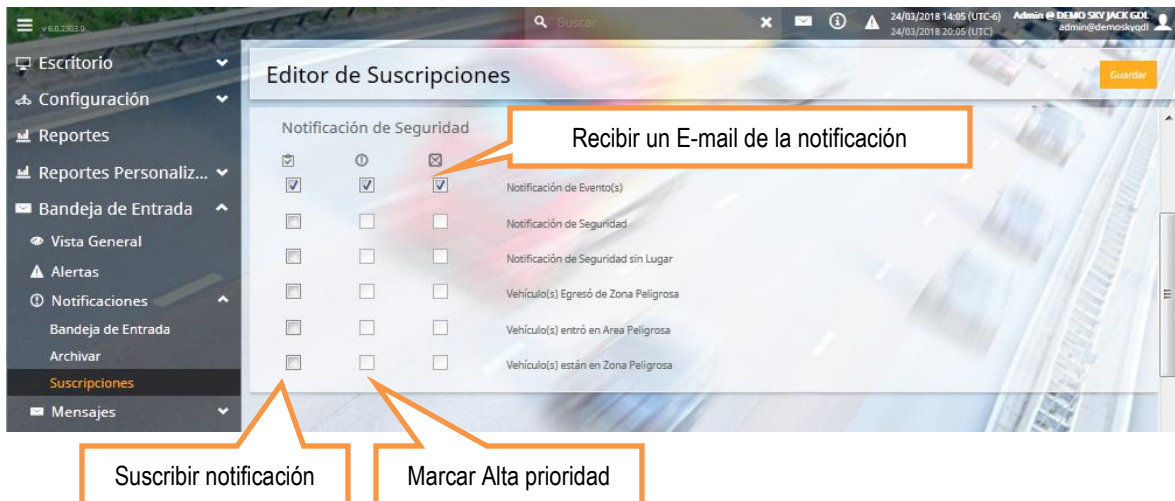 v 6.0.2303.0
Buscar
24/03/2018 14:05 (UTC-6)
24/03/2018 20:05 (UTC)
Admin @ DEMO SKY JACK GDL
admin@demoskygdl
Escritorio
Configuración
Reportes
Reportes Personaliz...
Bandeja de Entrada
Vista General
Alertas
Notificaciones
Bandeja de Entrada
Archivar
Suscripciones
Mensajes
Editor de Suscripciones
Guardar
Notificación de Seguridad
Recibir un E-mail de la notificación
Notificación de Evento(s)
Notificación de Seguridad
Notificación de Seguridad sin Lugar
Vehículo(s) Egresó de Zona Peligrosa
Vehículo(s) entró en Area Peligrosa
Vehículo(s) están en Zona Peligrosa
Suscribir notificación
Marcar Alta prioridad